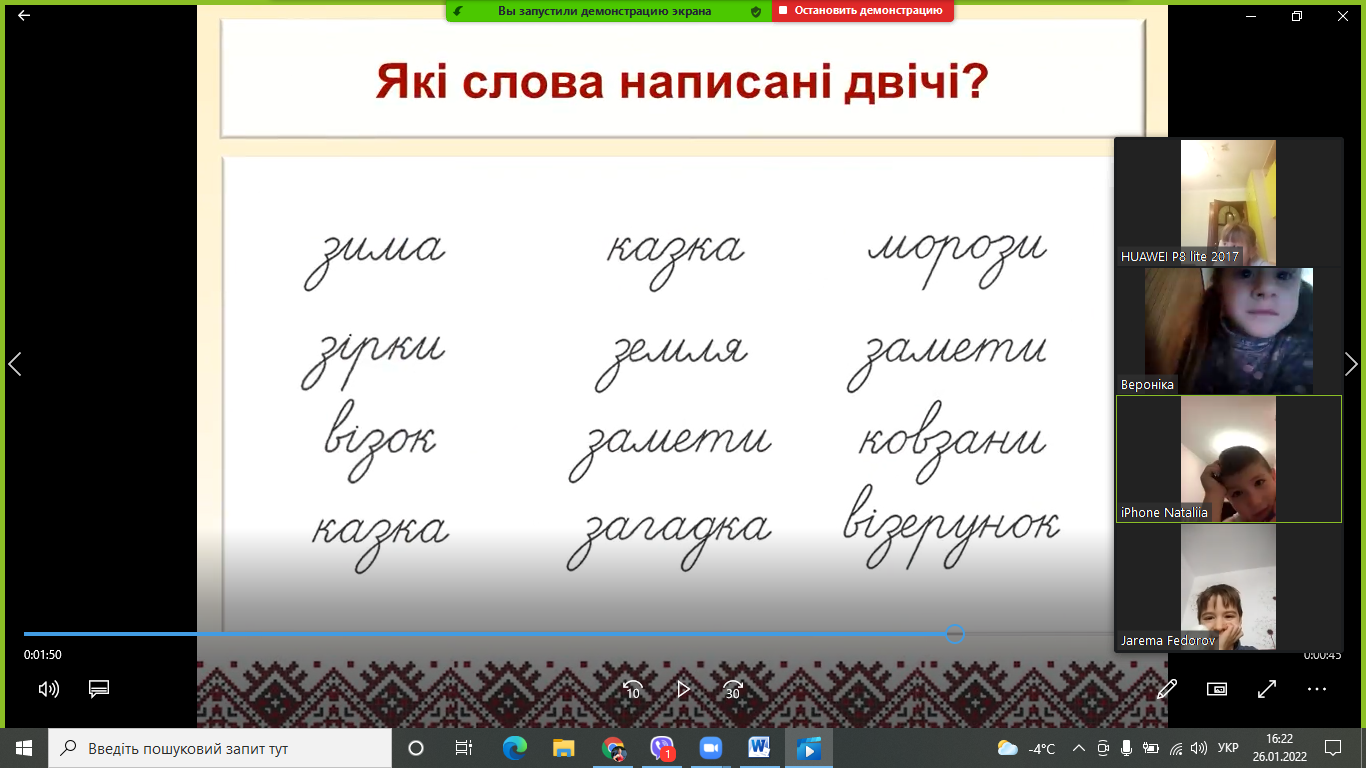 Вы запустили демонстрацию экрана
Остановить демонстрацию
Які слова написані двічі?
зима казка морози
зірки земля замети
візок замети ковзани
казка загадка візерунок
HUAWEI P8 lite 2017
Вероніка
iPhone Nataliia
Jarema Fedorov
0:01:50
0:00:45
10
30
Введіть пошуковий запит тут
1
-4°C
УКР
16:22
26.01.2022